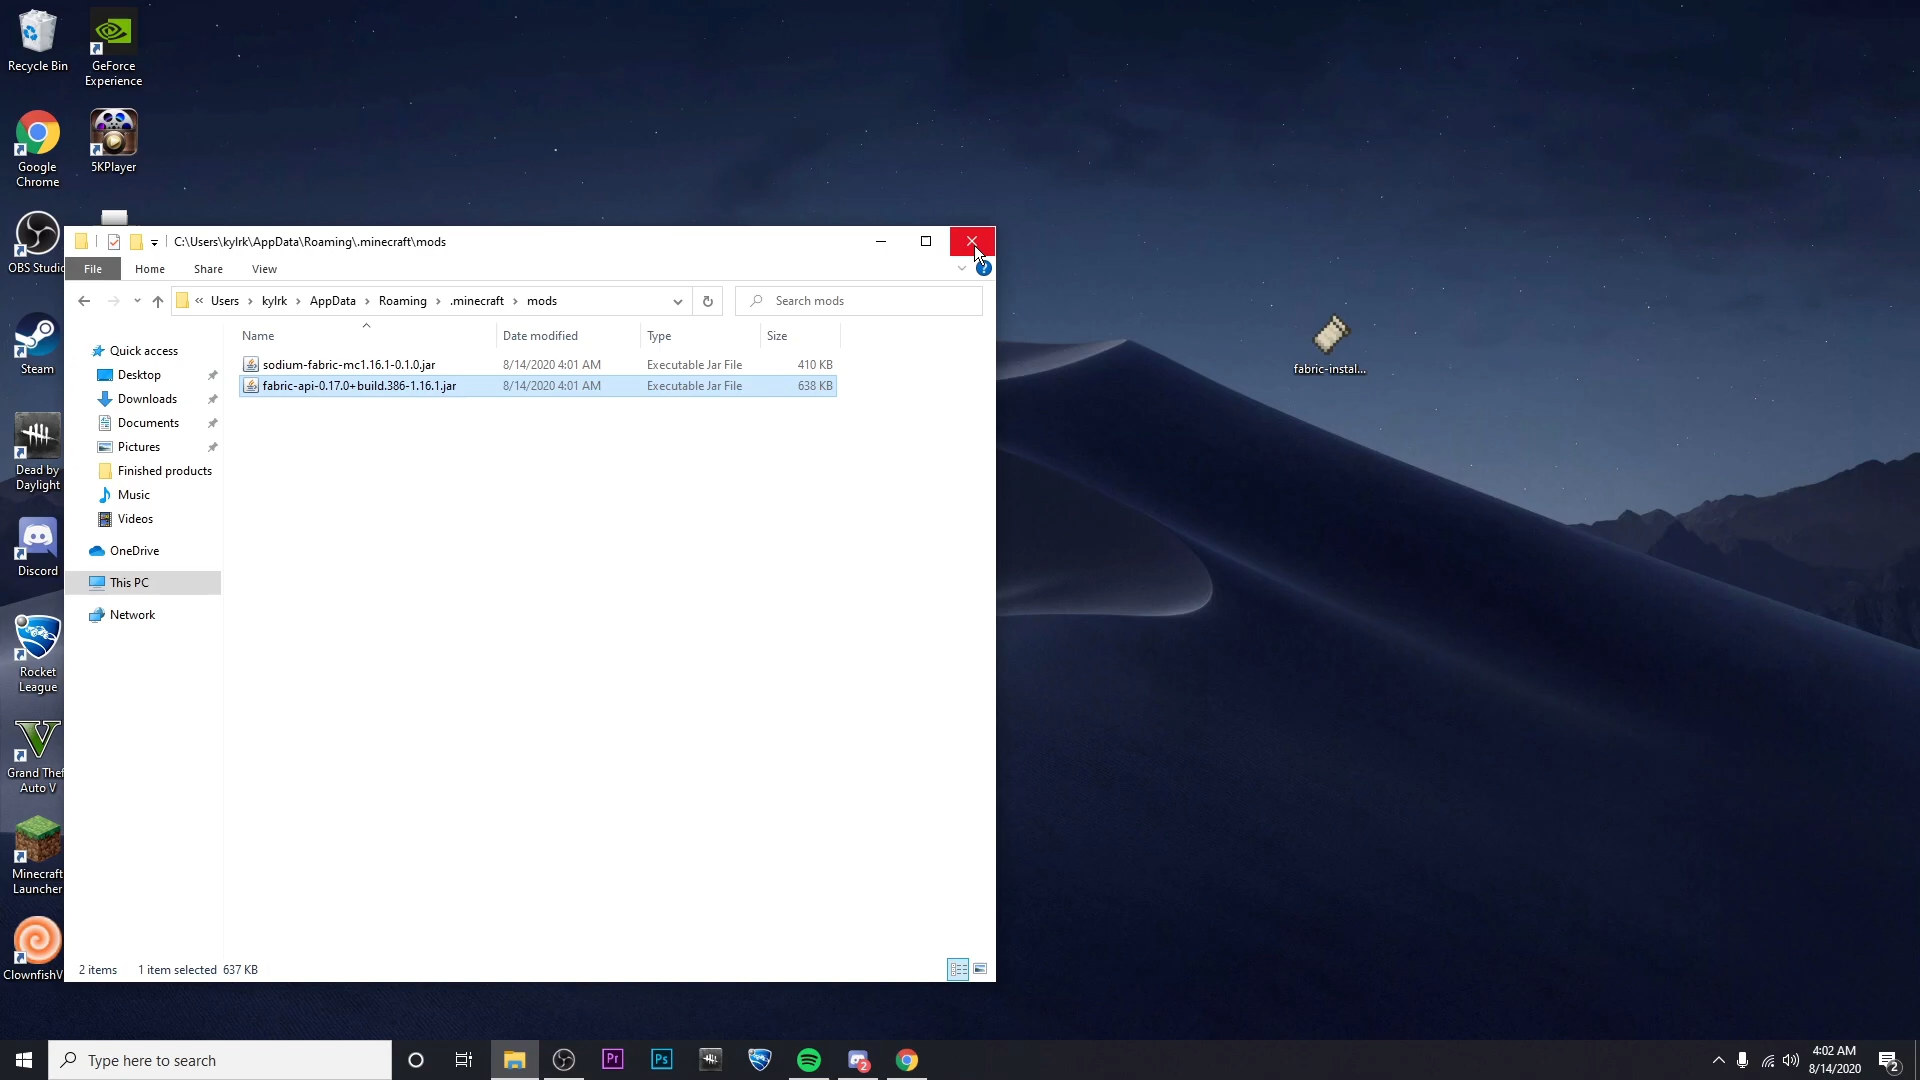 Recycle Bin
GeForce
Experience
Google
Chrome
5KPlayer
OBS Studio
Steam
Dead by
Daylight
Discord
Rocket
League
Grand Thef
Auto V
Minecraft
Launcher
ClownfishV
C:\Users\kylrk\AppData\Roaming\.minecraft\mods
File
Home
Share
View
?
« Users > kylrk > AppData > Roaming > .minecraft > mods
Search mods
Name
Date modified
Type
Size
sodium-fabric-mc1.16.1-0.1.0.jar 8/14/2020 4:01 AM Executable Jar File 410 KB
fabric-api-0.17.0+build.386-1.16.1.jar 8/14/2020 4:01 AM Executable Jar File 638 KB
Quick access
Desktop
Downloads
Documents
Pictures
Finished products
Music
Videos
OneDrive
This PC
Network
2 items 1 item selected 637 KB
fabric-instal...
Type here to search
Pr
Ps
2
4:02 AM
8/14/2020
2